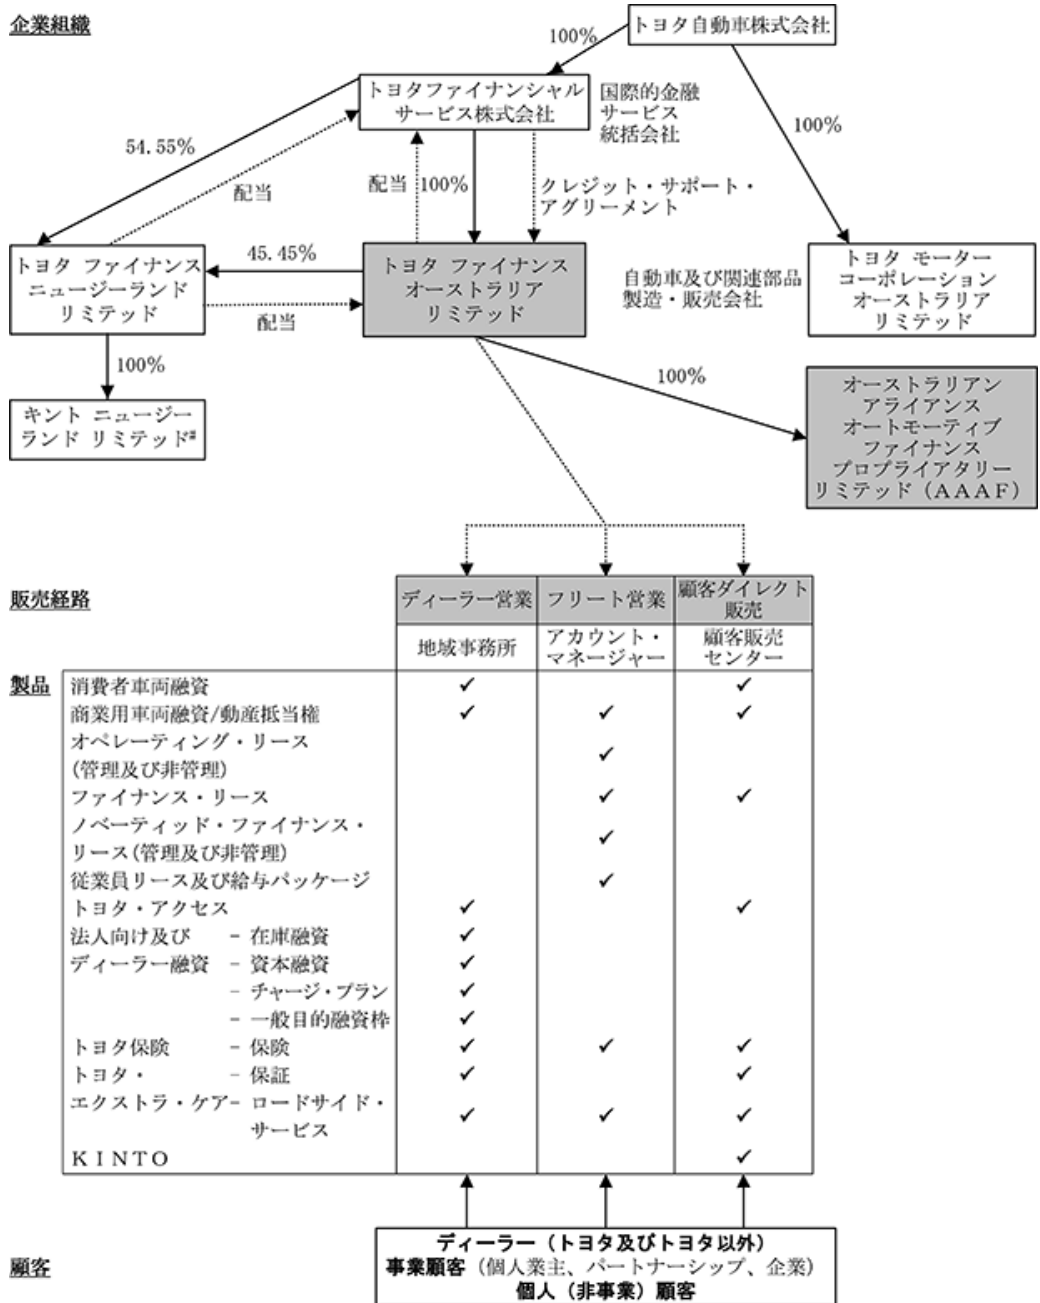 企業組織
トヨタ自動車株式会社
100%
トヨタファイナンシャル
サービス株式会社
国際的金融
サービス
統括会社
100%
54.55%
配当
配当
100%
クレジット・サポート・
アグリーメント
トヨタ ファイナンス
ニュージーランド
リミテッド
45.45%
配当
トヨタ ファイナンス
オーストラリア
リミテッド
自動車及び関連部品
製造・販売会社
トヨタ モーター
コーポレーション
オーストラリア
リミテッド
100%
キント ニュージー
ランド リミテッド#
100%
オーストラリアン
アライアンス
オートモーティブ
ファイナンス
プロプライアタリー
リミテッド（ＡＡＡＦ）
販売経路
ディーラー営業
フリート営業
顧客ダイレクト
販売
地域事務所
アカウント・
マネージャー
顧客販売
センター
製品
消費者車両融資 ✓ ✓
商業用車両融資/動産抵当権 ✓ ✓ ✓
オペレーティング・リース
(管理及び非管理) ✓
ファイナンス・リース ✓ ✓
ノベーティッド・ファイナンス・
リース(管理及び非管理) ✓
従業員リース及び給与パッケージ ✓
トヨタ・アクセス ✓ ✓
法人向け及び － 在庫融資 ✓
ディーラー融資 － 資本融資 ✓
－ チャージ・プラン ✓
－ 一般目的融資枠 ✓
トヨタ保険 － 保険 ✓ ✓ ✓
トヨタ・ － 保証 ✓ ✓
エクストラ・ケア－ ロードサイド・
サービス ✓ ✓ ✓
ＫＩＮＴＯ ✓
顧客
ディーラー（トヨタ及びトヨタ以外）
事業顧客（個人業主、パートナーシップ、企業）
個人（非事業）顧客